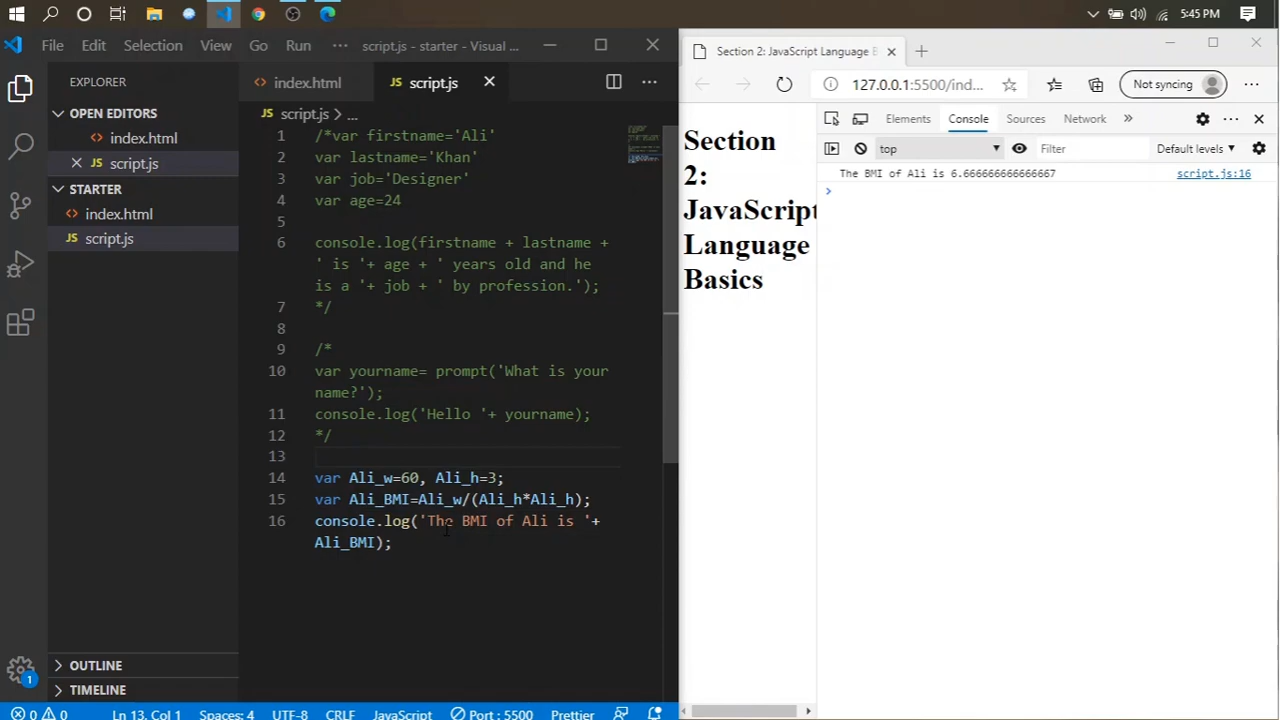 5:45 PM
File Edit Selection View Go Run ··· script.js - starter - Visual ...
Section 2: JavaScript Language B
EXPLORER
index.html
JS script.js
127.0.0.1:5500/ind...
Not syncing
OPEN EDITORS
index.html
JS script.js
STARTER
index.html
JS script.js
JS script.js > ...
1 /*var firstname='Ali'
2 var lastname='Khan'
3 var job='Designer'
4 var age=24
5
6 console.log(firstname + lastname +
' is '+ age + ' years old and he
is a '+ job + ' by profession.');
7 */
8
9 /*
10 var yourname= prompt('What is your
name?');
11 console.log('Hello '+ yourname);
12 */
13
14 var Ali_w=60, Ali_h=3;
15 var Ali_BMI=Ali_w/(Ali_h*Ali_h);
16 console.log('The BMI of Ali is '+
Ali_BMI);
Section
2:
JavaScript
Language
Basics
Elements Console Sources Network
top Filter Default levels
The BMI of Ali is 6.666666666666667 script.js:16
OUTLINE
TIMELINE
1
0 0 Ln 13, Col 1 Spaces: 4 UTF-8 CRLF JavaScript Port : 5500 Prettier